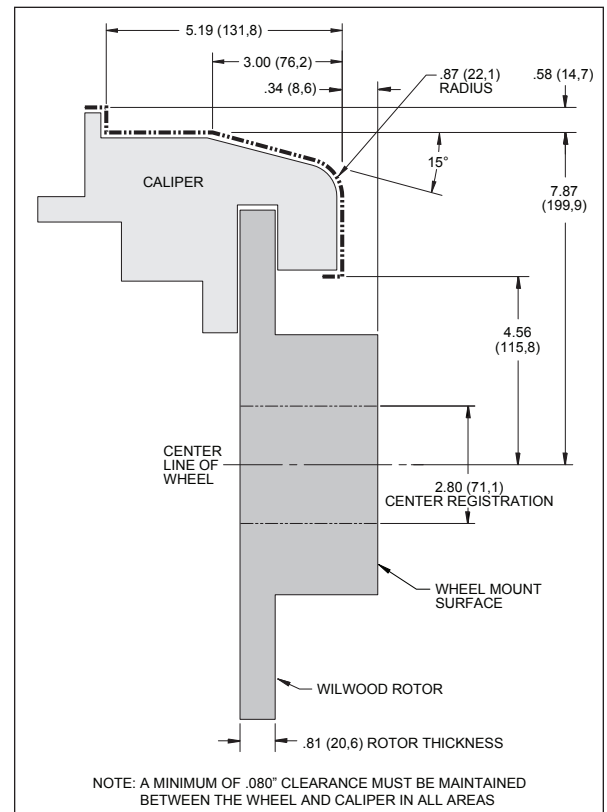 5.19 (131,8)
3.00 (76,2)
.34 (8,6)
.87 (22,1)
RADIUS
.58 (14,7)
15°
CALIPER
7.87
(199,9)
4.56
(115,8)
CENTER
LINE OF
WHEEL
2.80 (71,1)
CENTER REGISTRATION
WHEEL MOUNT
SURFACE
WILWOOD ROTOR
.81 (20,6) ROTOR THICKNESS
NOTE: A MINIMUM OF .080" CLEARANCE MUST BE MAINTAINED
BETWEEN THE WHEEL AND CALIPER IN ALL AREAS